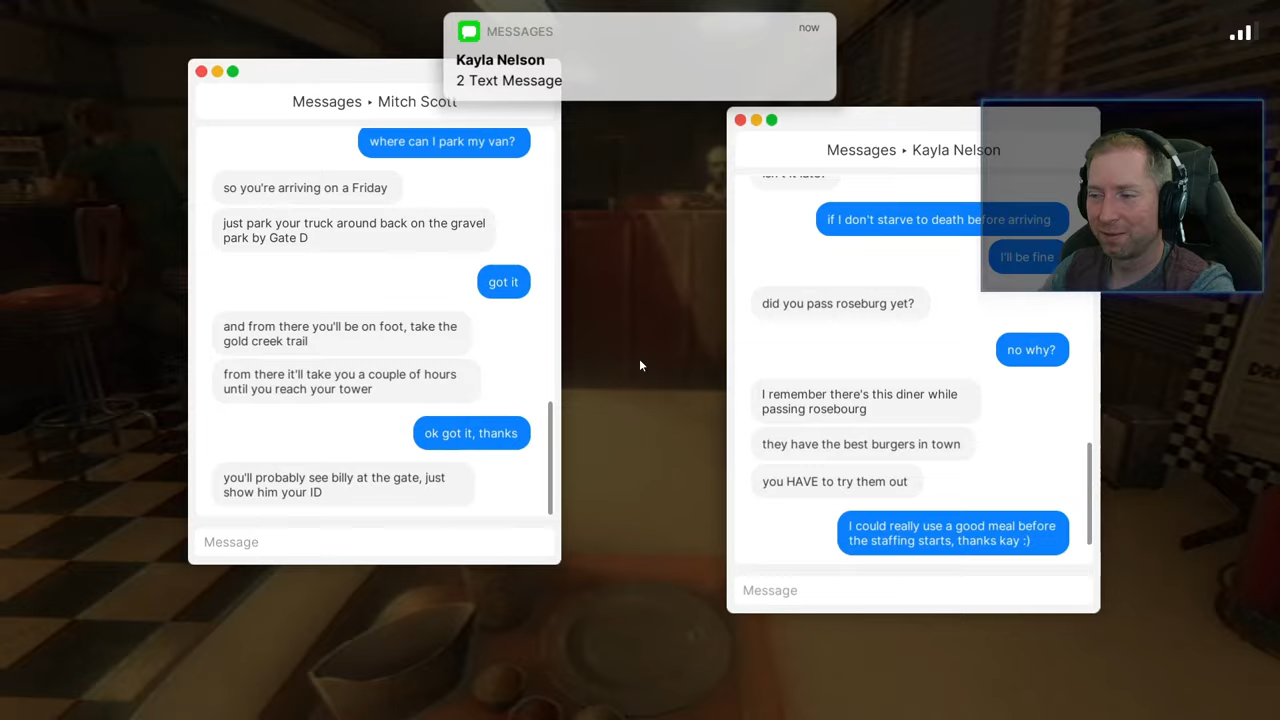 MESSAGES
now
Kayla Nelson
2 Text Message
Messages ▸ Mitch Scott
where can I park my van?
so you're arriving on a Friday
just park your truck around back on the gravel
park by Gate D
got it
and from there you'll be on foot, take the
gold creek trail
from there it'll take you a couple of hours
until you reach your tower
ok got it, thanks
you'll probably see billy at the gate, just
show him your ID
Message
Messages ▸ Kayla Nelson
isn't it late?
if I don't starve to death before arriving
I'll be fine
did you pass roseburg yet?
no why?
I remember there's this diner while
passing rosebourg
they have the best burgers in town
you HAVE to try them out
I could really use a good meal before
the staffing starts, thanks kay :)
Message